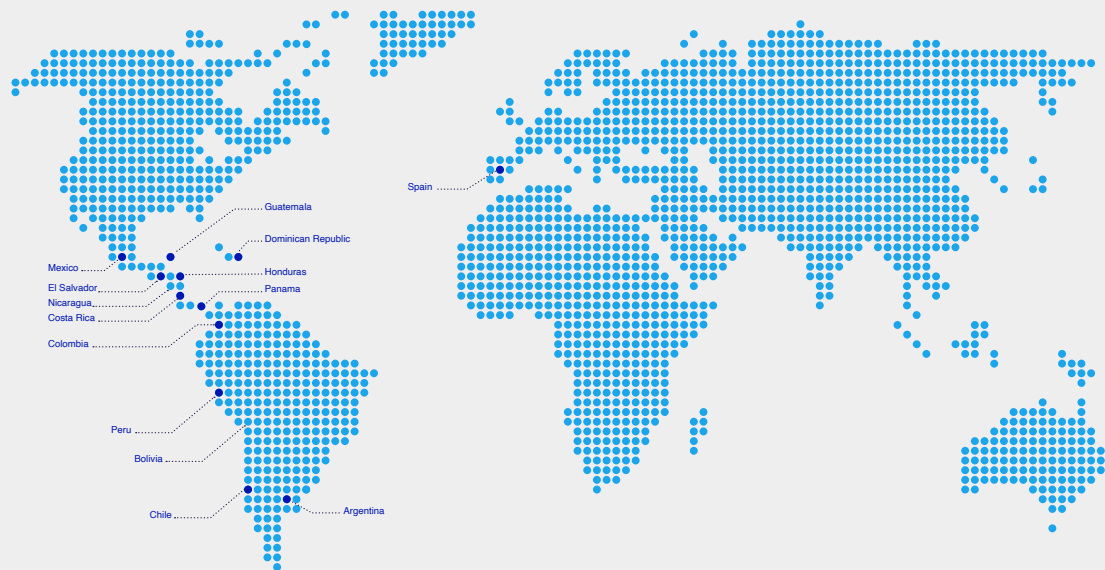 Spain
Guatemala
Dominican Republic
Mexico
Honduras
El Salvador
Panama
Nicaragua
Costa Rica
Colombia
Peru
Bolivia
Chile
Argentina